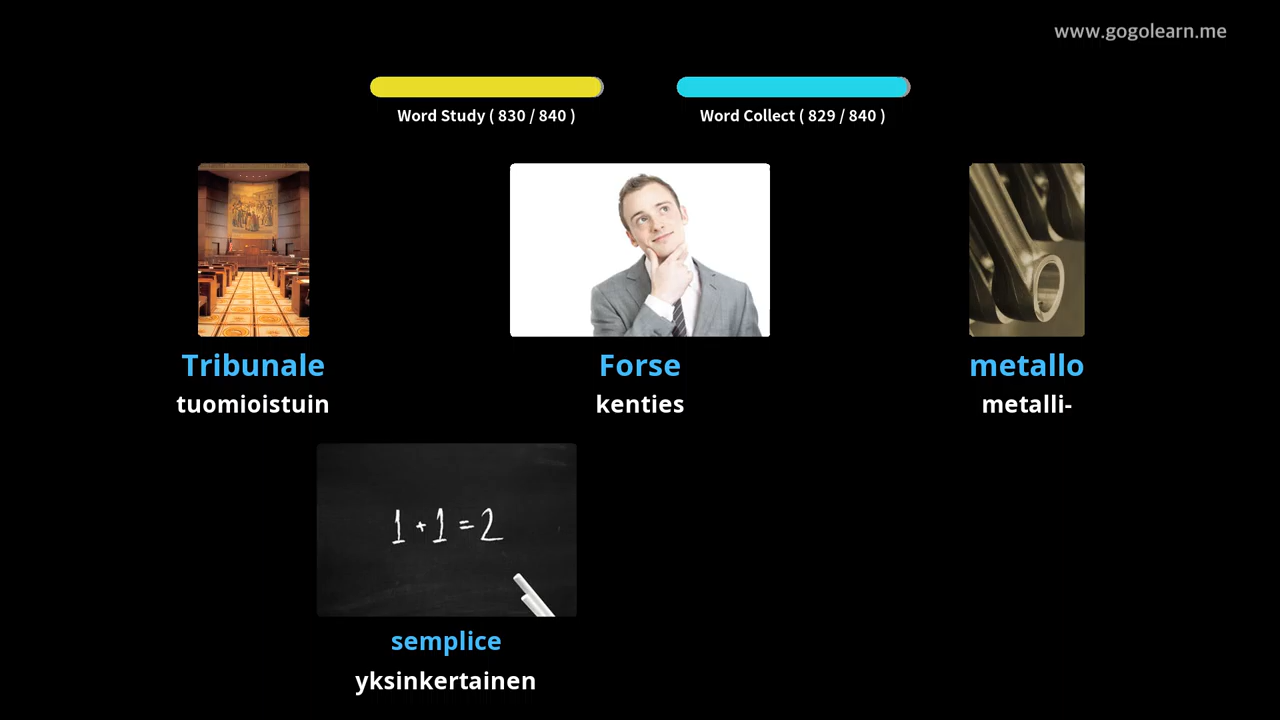 www.gogolearn.me
Word Study ( 830 / 840 )
Word Collect ( 829 / 840 )
Tribunale
tuomioistuin
Forse
kenties
metallo
metalli-
1 + 1 = 2
semplice
yksinkertainen